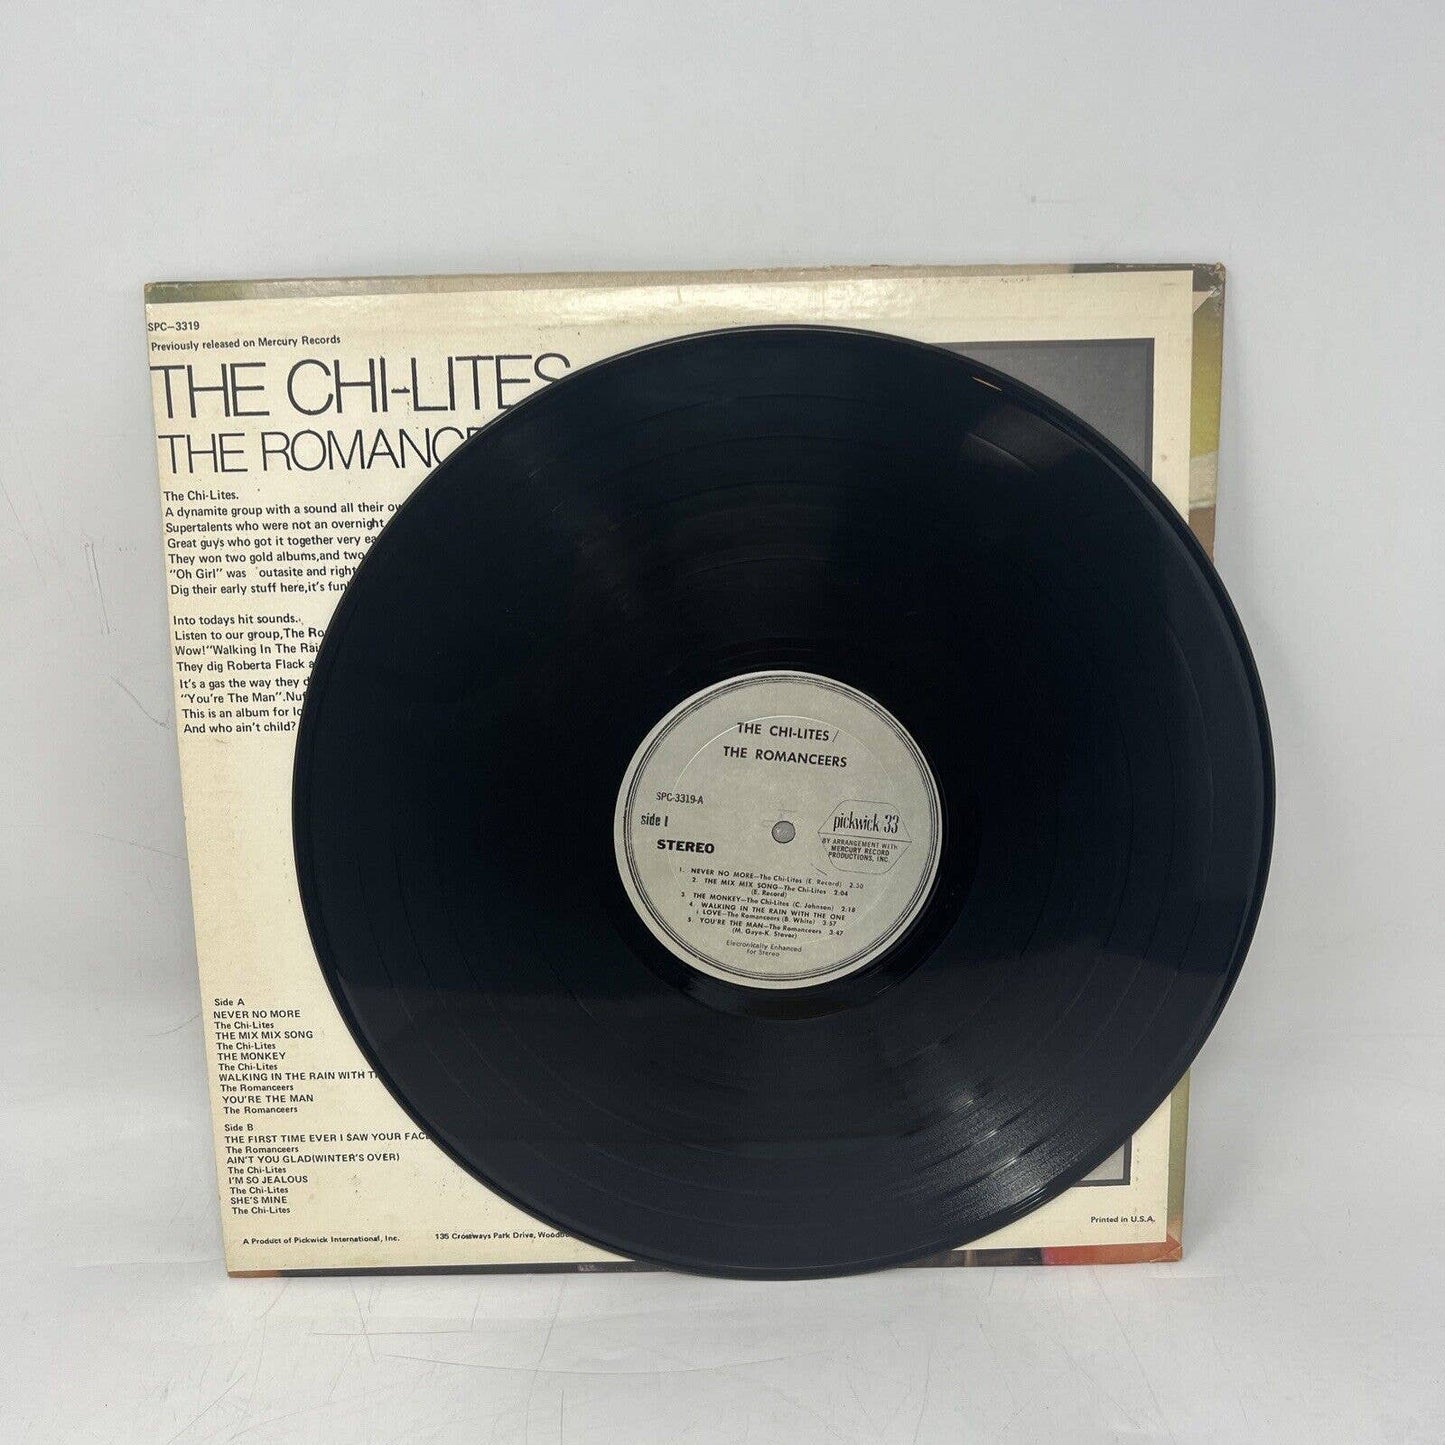 SPC-3319
Previously released on Mercury Records
THE CHI-LITES
THE ROMANCE
The Chi-Lites.
A dynamite group with a sound all their ow
Supertalents who were not an overnight
Great guys who got it together very ea
They won two gold albums,and two
"Oh Girl" was outasite and right
Dig their early stuff here,it's fun
Into todays hit sounds.
Listen to our group,The Ro
Wow!"Walking In The Rai
They dig Roberta Flack a
It's a gas the way they d
"You're The Man".Nuf
This is an album for lo
And who ain't child?
Side A
NEVER NO MORE
The Chi-Lites
THE MIX MIX SONG
The Chi-Lites
THE MONKEY
The Chi-Lites
WALKING IN THE RAIN WITH T
The Romanceers
YOU'RE THE MAN
The Romanceers
Side B
THE FIRST TIME EVER I SAW YOUR FAC
The Romanceers
AIN'T YOU GLAD(WINTER'S OVER)
The Chi-Lites
I'M SO JEALOUS
The Chi-Lites
SHE'S MINE
The Chi-Lites
A Product of Pickwick International, Inc. 135 Crossways Park Drive, Woodbu
Printed in U.S.A.
THE CHI-LITES/
THE ROMANCEERS
SPC-3319-A
side 1
STEREO
pickwick/33
BY ARRANGEMENT WITH
MERCURY RECORD
PRODUCTIONS, INC.
1. NEVER NO MORE—The Chi-Lites (E. Record) 2.30
2. THE MIX MIX SONG—The Chi-Lites 2:04
(E. Record)
3 THE MONKEY—The Chi-Lites (C. Johnson) 2:18
4. WALKING IN THE RAIN WITH THE ONE
I LOVE—The Romanceers (B. White) 3:57
5 YOU'RE THE MAN—The Romanceers 3:47
(M. Gaye-K. Stover)
Electronically Enhanced
for Stereo